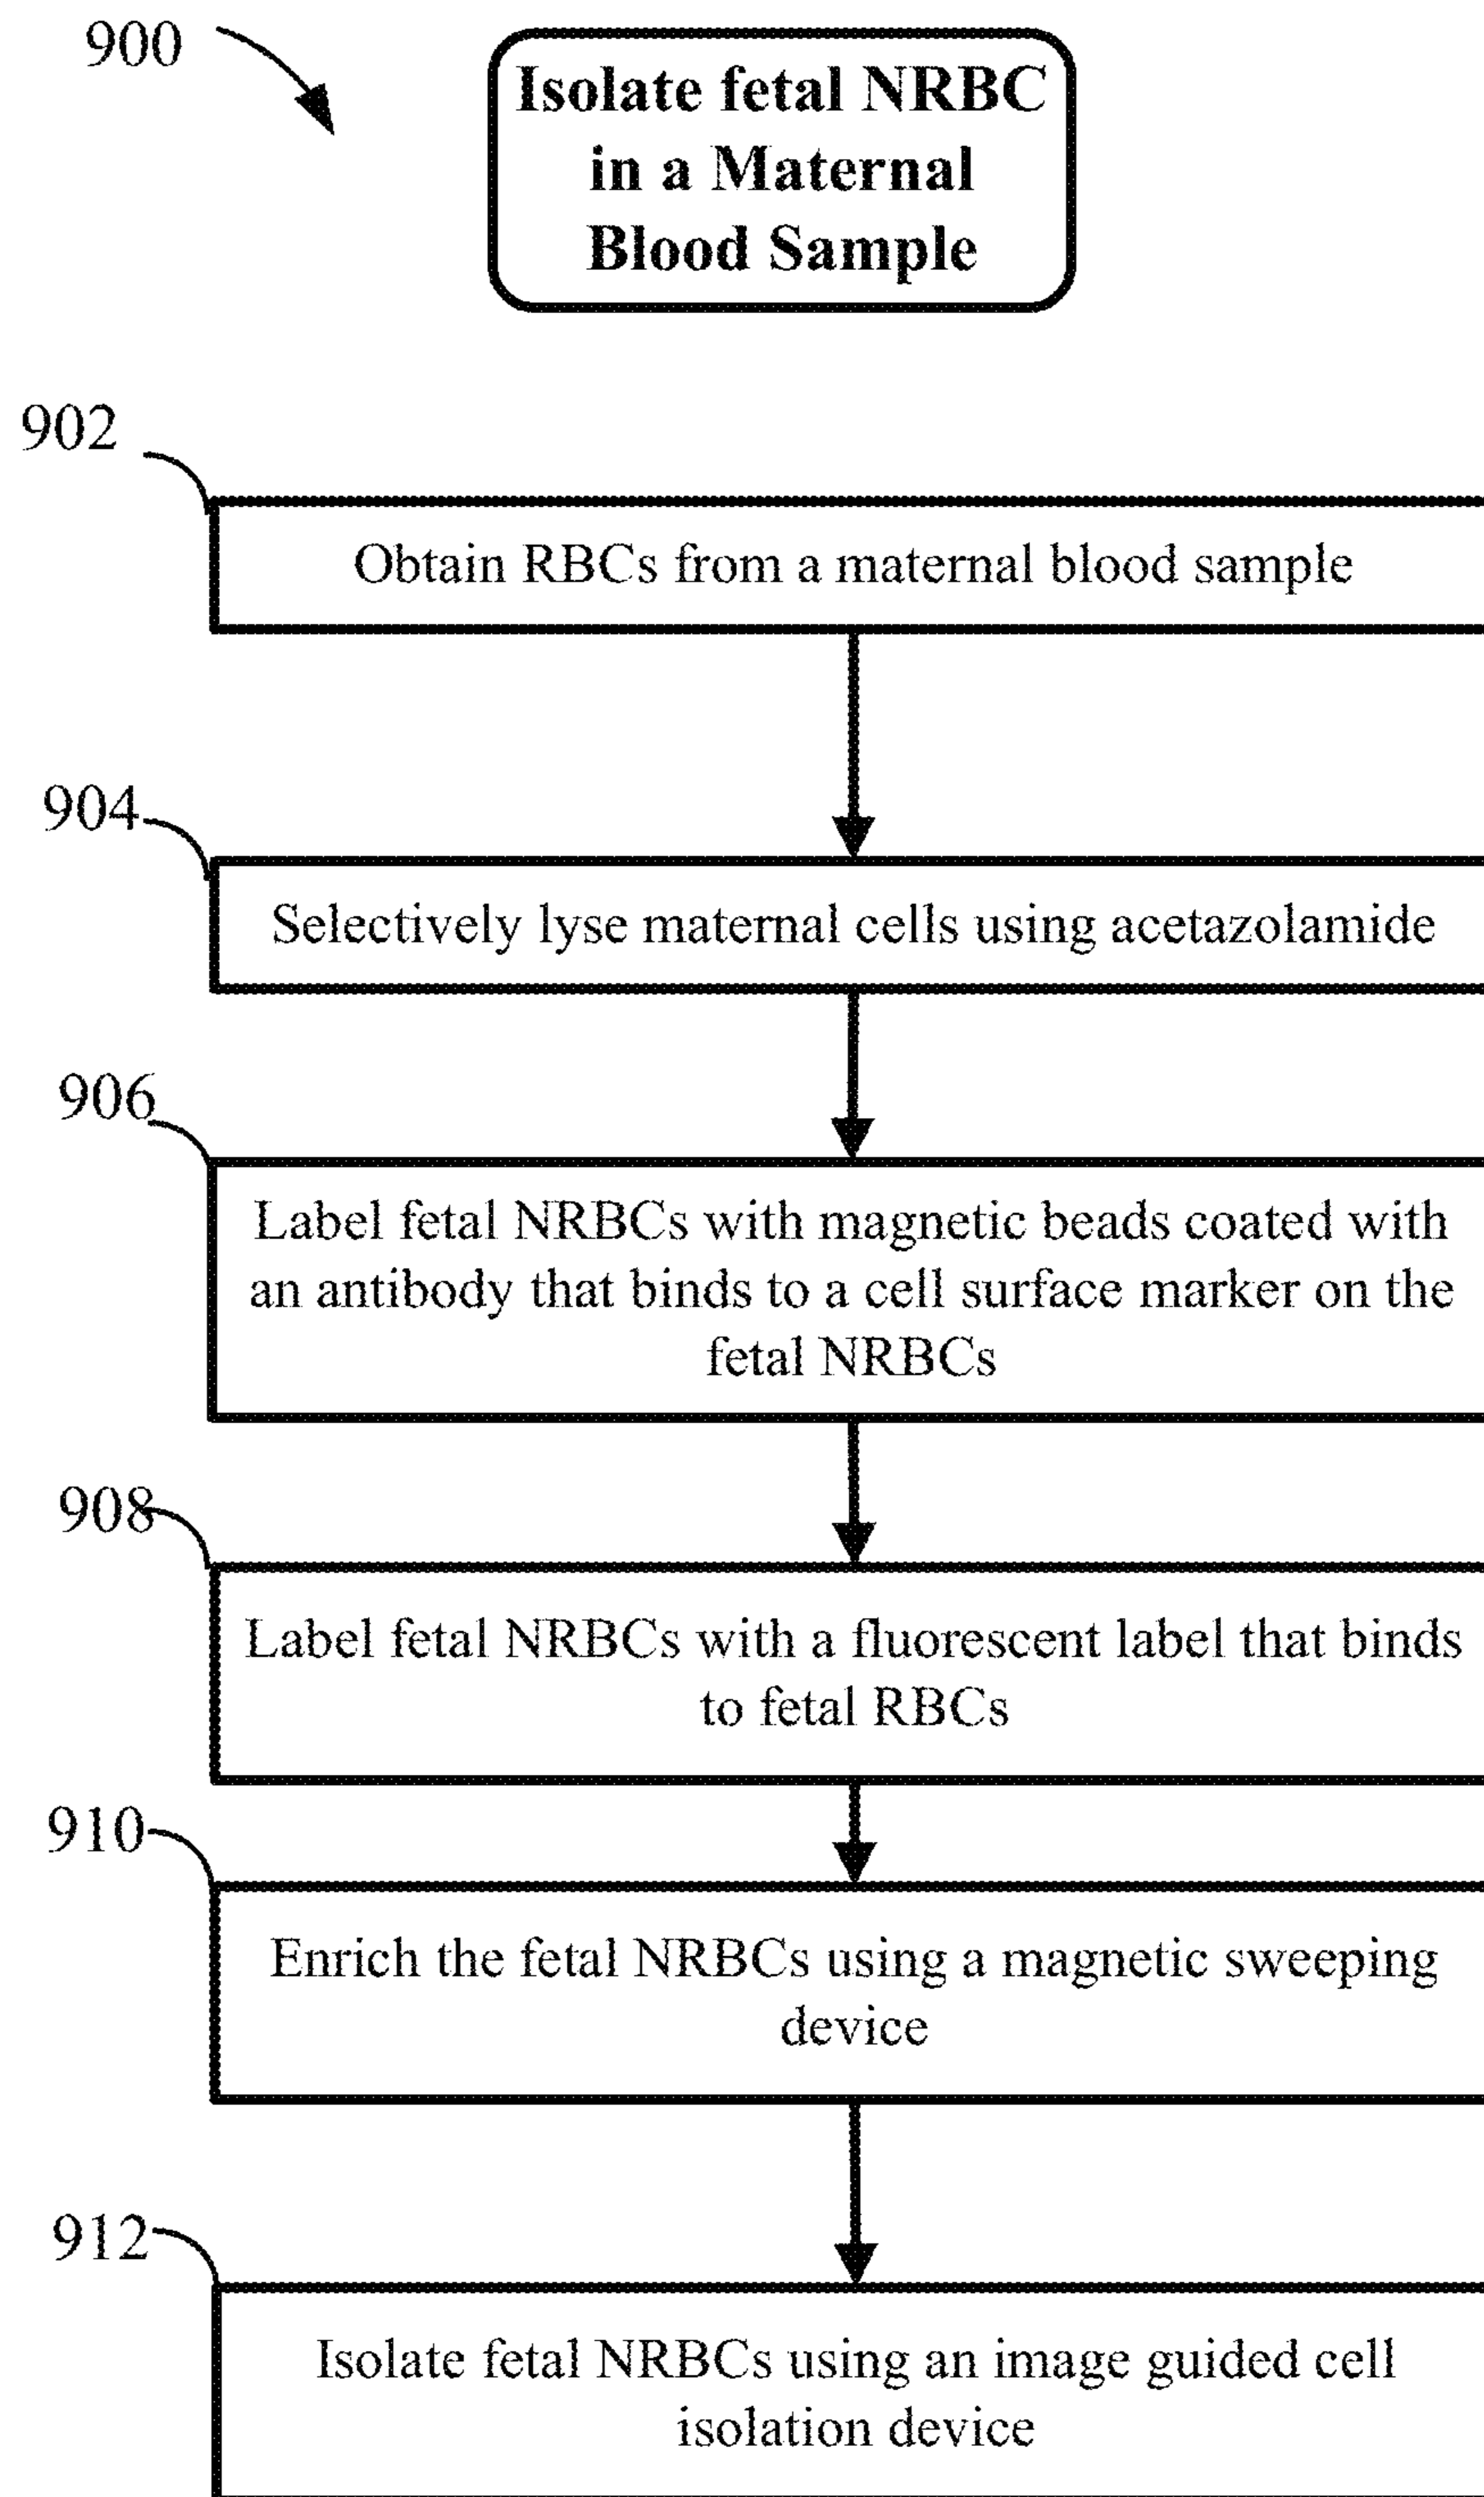 900
Isolate fetal NRBC
in a Maternal
Blood Sample
902
Obtain RBCs from a maternal blood sample
904
Selectively lyse maternal cells using acetazolamide
906
Label fetal NRBCs with magnetic beads coated with
an antibody that binds to a cell surface marker on the
fetal NRBCs
908
Label fetal NRBCs with a fluorescent label that binds
to fetal RBCs
910
Enrich the fetal NRBCs using a magnetic sweeping
device
912
Isolate fetal NRBCs using an image guided cell
isolation device